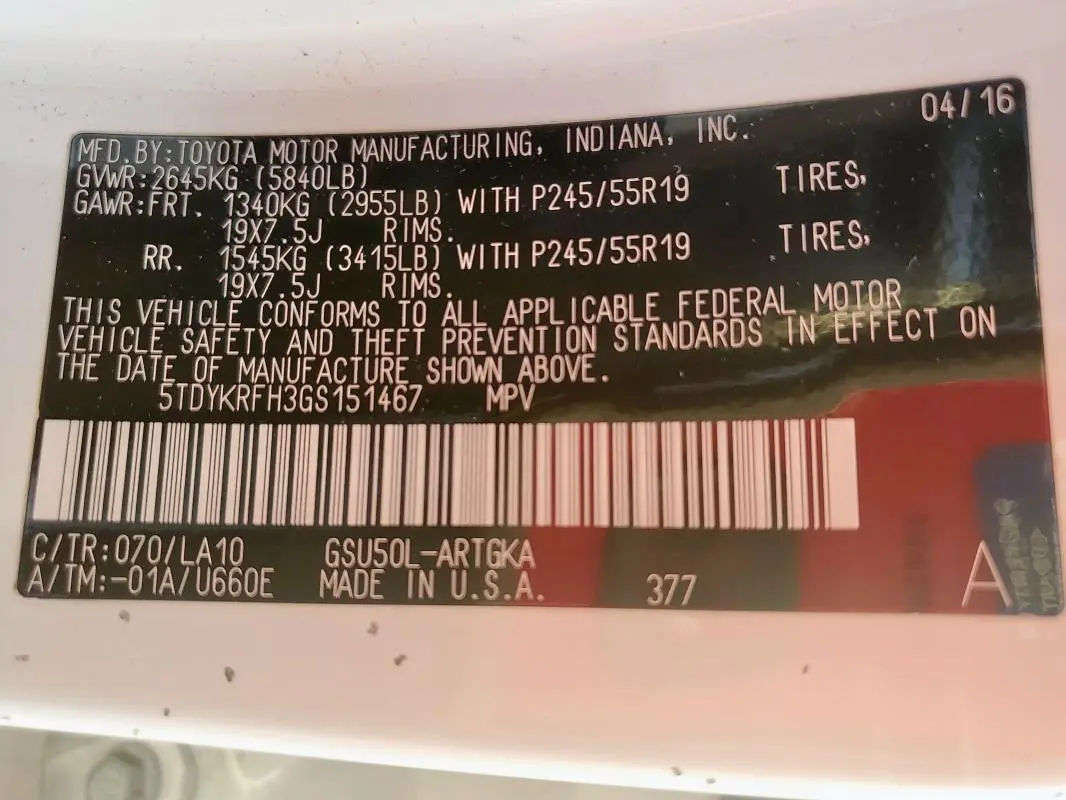 04/16
MFD.BY:TOYOTA MOTOR MANUFACTURING, INDIANA, INC.
GVWR:2645KG (5840LB)
GAWR:FRT. 1340KG (2955LB) WITH P245/55R19 TIRES,
19X7.5J RIMS.
RR. 1545KG (3415LB) WITH P245/55R19 TIRES,
19X7.5J RIMS.
THIS VEHICLE CONFORMS TO ALL APPLICABLE FEDERAL MOTOR
VEHICLE SAFETY AND THEFT PREVENTION STANDARDS IN EFFECT ON
THE DATE OF MANUFACTURE SHOWN ABOVE.
5TDYKRFH3GS151467 MPV
C/TR:070/LA10 GSU50L-ARTGKA
A/TM:-01A/U660E MADE IN U.S.A. 377 A